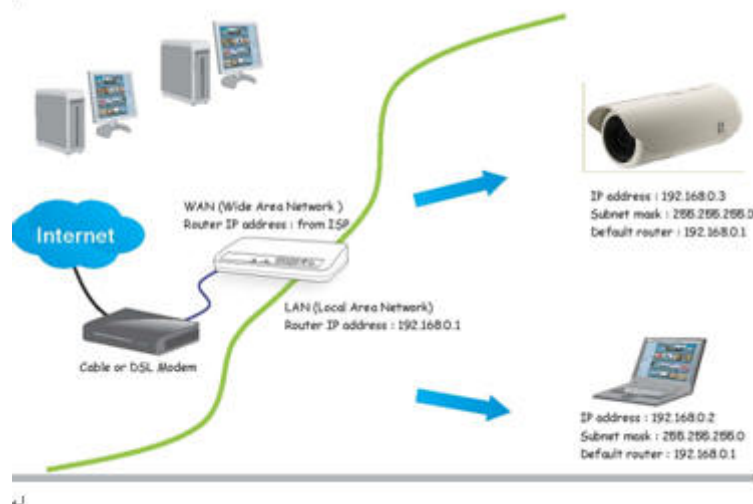 WAN (Wide Area Network )
Router IP address : from ISP
Internet
LAN (Local Area Network)
Router IP address : 192.168.0.1
Cable or DSL Modem
IP address : 192.168.0.3
Subnet mask : 255.255.255.0
Default router : 192.168.0.1
IP address : 192.168.0.2
Subnet mask : 255.255.255.0
Default router : 192.168.0.1